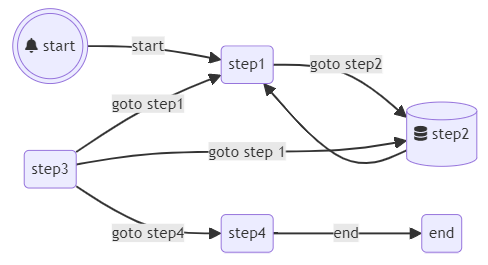 start
start
step1
goto step2
goto step1
step2
goto step 1
step3
goto step4
step4
end
end